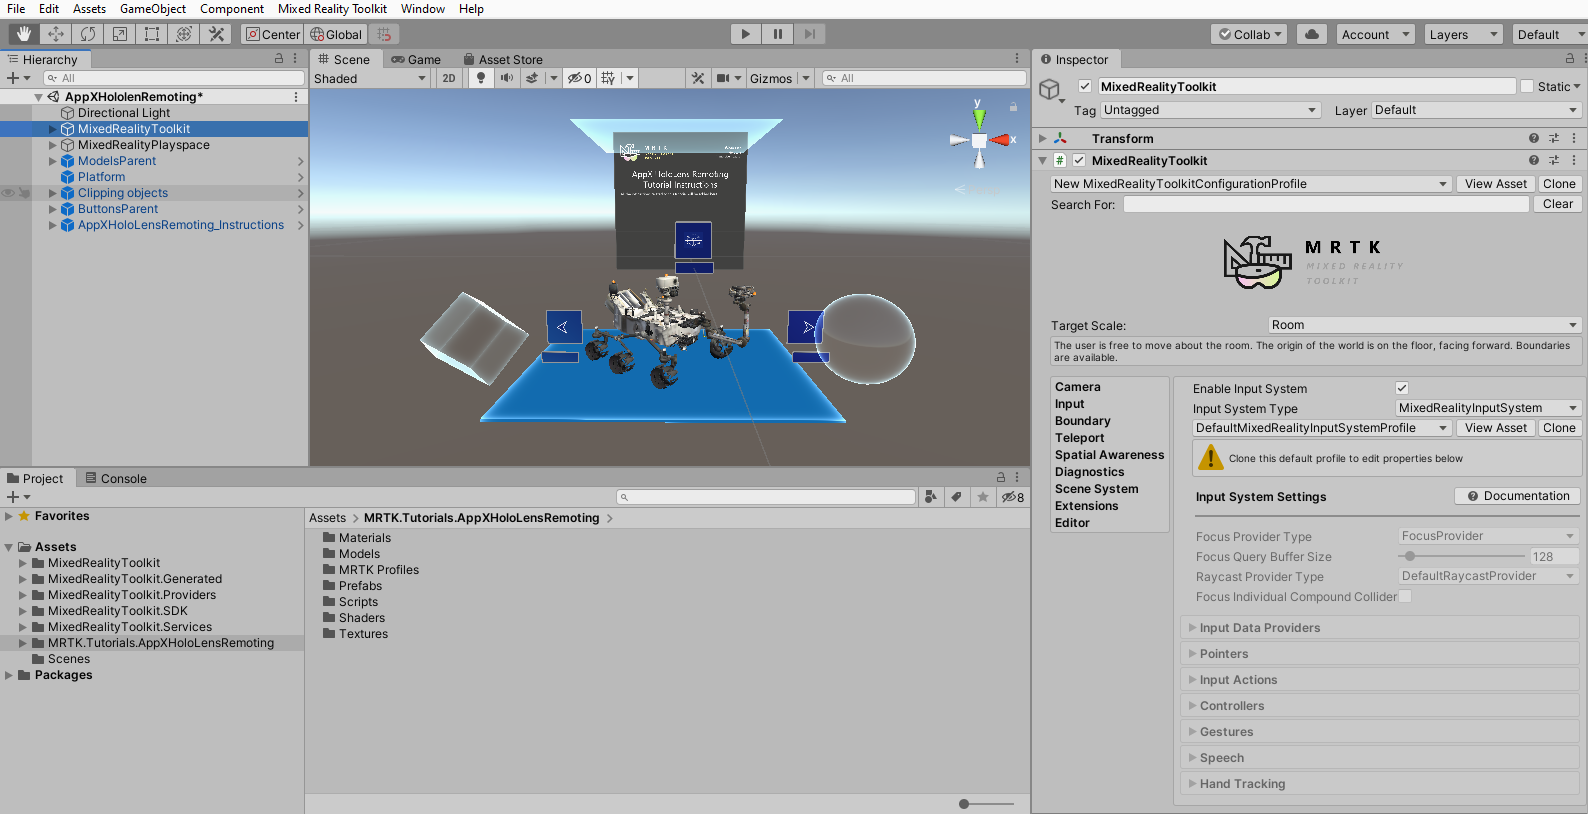 File Edit Assets GameObject Component Mixed Reality Toolkit Window Help
Center Global Collab Account Layers Default
Hierarchy
All
AppXHololenRemoting*
Directional Light
MixedRealityToolkit
MixedRealityPlayspace
ModelsParent
Platform
Clipping objects
ButtonsParent
AppXHoloLensRemoting_Instructions
Scene Game Asset Store
Shaded 2D 0 Gizmos All
y
x
MRTK
AppX HoloLens Remoting
Tutorial Instructions
Inspector
MixedRealityToolkit Static
Tag Untagged Layer Default
Transform
# MixedRealityToolkit
New MixedRealityToolkitConfigurationProfile View Asset Clone
Search For: Clear
MRTK
MIXED REALITY
TOOLKIT
Target Scale: Room
The user is free to move about the room. The origin of the world is on the floor, facing forward. Boundaries
are available.
Camera
Input
Boundary
Teleport
Spatial Awareness
Diagnostics
Scene System
Extensions
Editor
Enable Input System
Input System Type MixedRealityInputSystem
DefaultMixedRealityInputSystemProfile View Asset Clone
Clone this default profile to edit properties below
Input System Settings Documentation
Focus Provider Type FocusProvider
Focus Query Buffer Size 128
Raycast Provider Type DefaultRaycastProvider
Focus Individual Compound Collider
Input Data Providers
Pointers
Input Actions
Controllers
Gestures
Speech
Hand Tracking
Project Console
8
Favorites
Assets
MixedRealityToolkit
MixedRealityToolkit.Generated
MixedRealityToolkit.Providers
MixedRealityToolkit.SDK
MixedRealityToolkit.Services
MRTK.Tutorials.AppXHoloLensRemoting
Scenes
Packages
Assets > MRTK.Tutorials.AppXHoloLensRemoting >
Materials
Models
MRTK Profiles
Prefabs
Scripts
Shaders
Textures